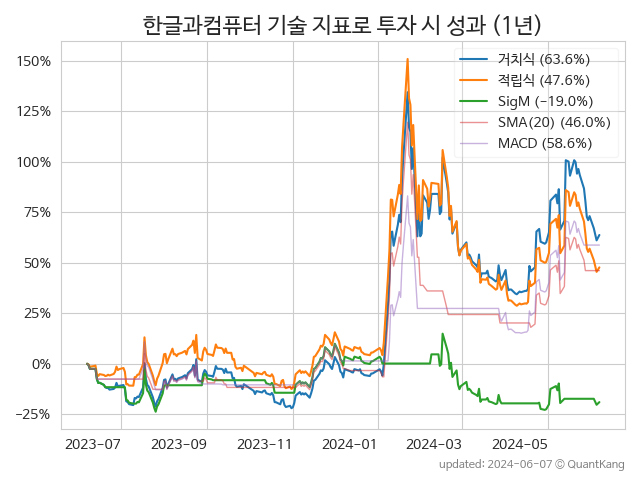 한글과컴퓨터 기술 지표로 투자 시 성과 (1년)
150%
125%
100%
75%
50%
25%
0%
−25%
거치식 (63.6%)
적립식 (47.6%)
SigM (−19.0%)
SMA(20) (46.0%)
MACD (58.6%)
2023-07
2023-09
2023-11
2024-01
2024-03
2024-05
updated: 2024-06-07 © QuantKang